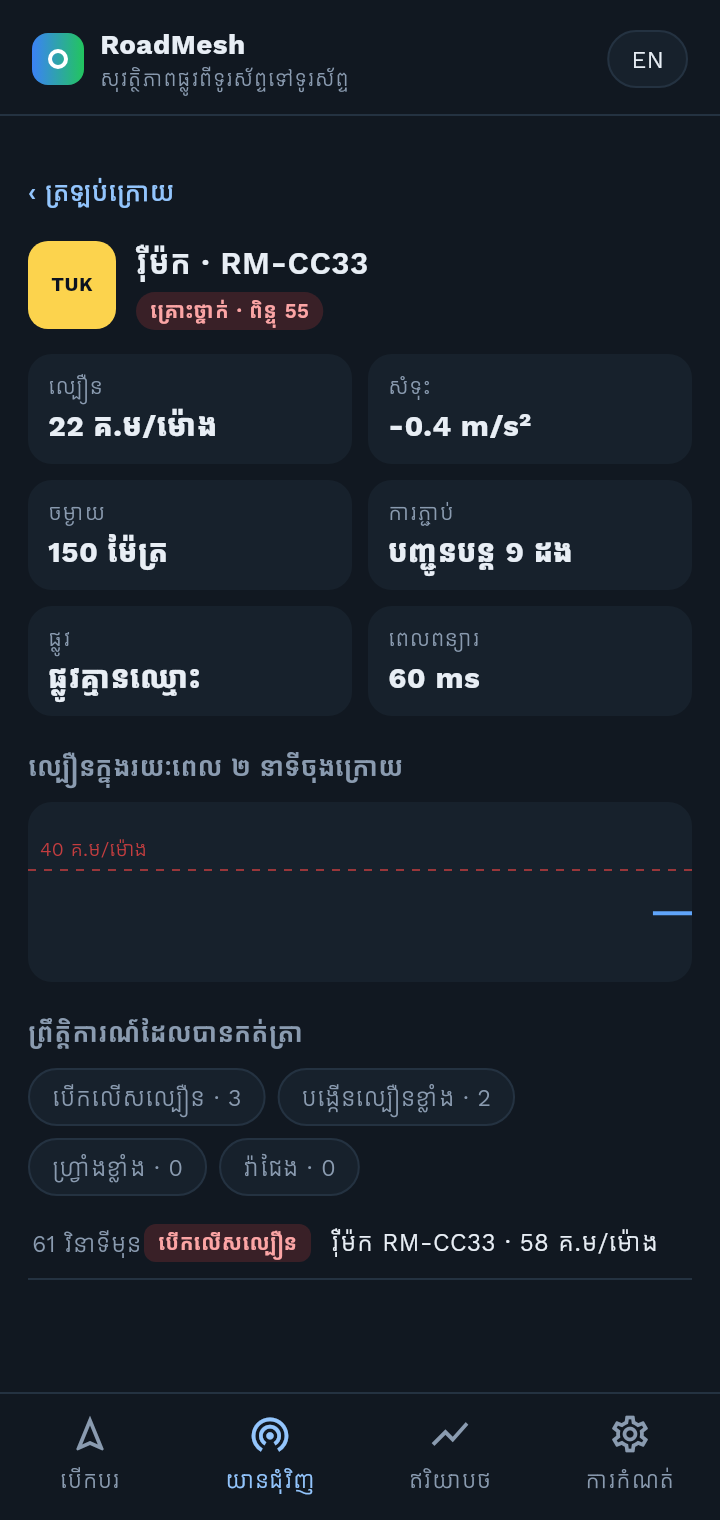 RoadMesh
សុវត្ថិភាពផ្លូវពីទូរស័ព្ទទៅទូរស័ព្ទ
EN
‹ ត្រឡប់ក្រោយ
TUK
រ៉ឺម៉ក · RM-CC33
គ្រោះថ្នាក់ · ពិន្ទុ 55
ល្បឿន
22 គ.ម/ម៉ោង
សំទុះ
-0.4 m/s²
ចម្ងាយ
150 ម៉ែត្រ
ការភ្ជាប់
បញ្ជូនបន្ត ១ ដង
ផ្លូវ
ផ្លូវគ្មានឈ្មោះ
ពេលពន្យារ
60 ms
ល្បឿនក្នុងរយៈពេល ២ នាទីចុងក្រោយ
40 គ.ម/ម៉ោង
ព្រឹត្តិការណ៍ដែលបានកត់ត្រា
បើកលើសល្បឿន · 3
បង្កើនល្បឿនខ្លាំង · 2
ហ្វ្រាំងខ្លាំង · 0
វ៉ាជែង · 0
61 វិនាទីមុន បើកលើសល្បឿន រ៉ឺម៉ក RM-CC33 · 58 គ.ម/ម៉ោង
បើកបរ
យានជុំវិញ
ឥរិយាបថ
ការកំណត់